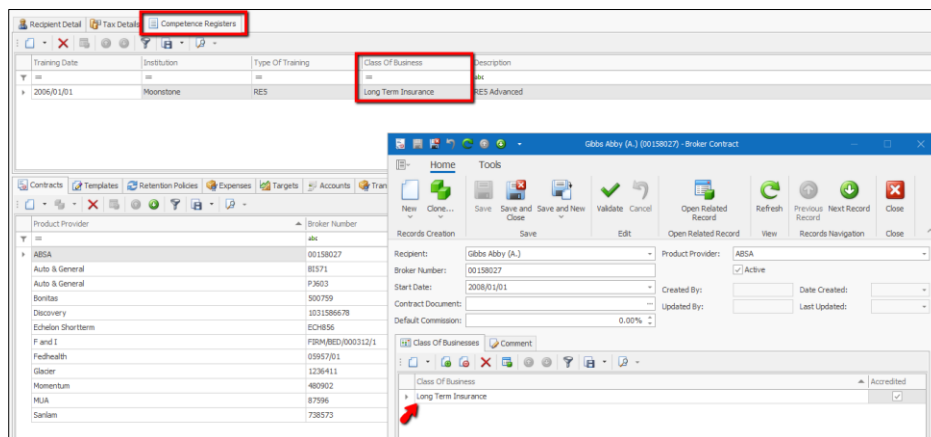 Recipient Detail Tax Details Competence Registers
Training Date Institution Type Of Training Class Of Business Description
= = = = abc
2006/01/01 Moonstone RE5 Long Term Insurance RE5 Advanced
Gibbs Abby (A.) (00158027) - Broker Contract
Home Tools
New Clone... Save Save and Close Save and New Validate Cancel Open Related Record Refresh Previous Record Next Record Close
Records Creation Save Edit Open Related Record View Records Navigation Close
Recipient: Gibbs Abby (A.) Product Provider: ABSA
Broker Number: 00158027 Active
Start Date: 2008/01/01 Created By: Date Created:
Contract Document: Updated By: Last Updated:
Default Commission: 0.00%
Class Of Businesses Comment
Class Of Business Accredited
Long Term Insurance
Contracts Templates Retention Policies Expenses Targets Accounts Tran
Product Provider Broker Number
= abc
ABSA 00158027
Auto & General BI571
Auto & General PJ603
Bonitas 500759
Discovery 1031586678
Echelon Shortterm ECH856
F and I FIRM/BED/000312/1
Fedhealth 05957/01
Glacier 1236411
Momentum 480902
MUA 87596
Sanlam 738573